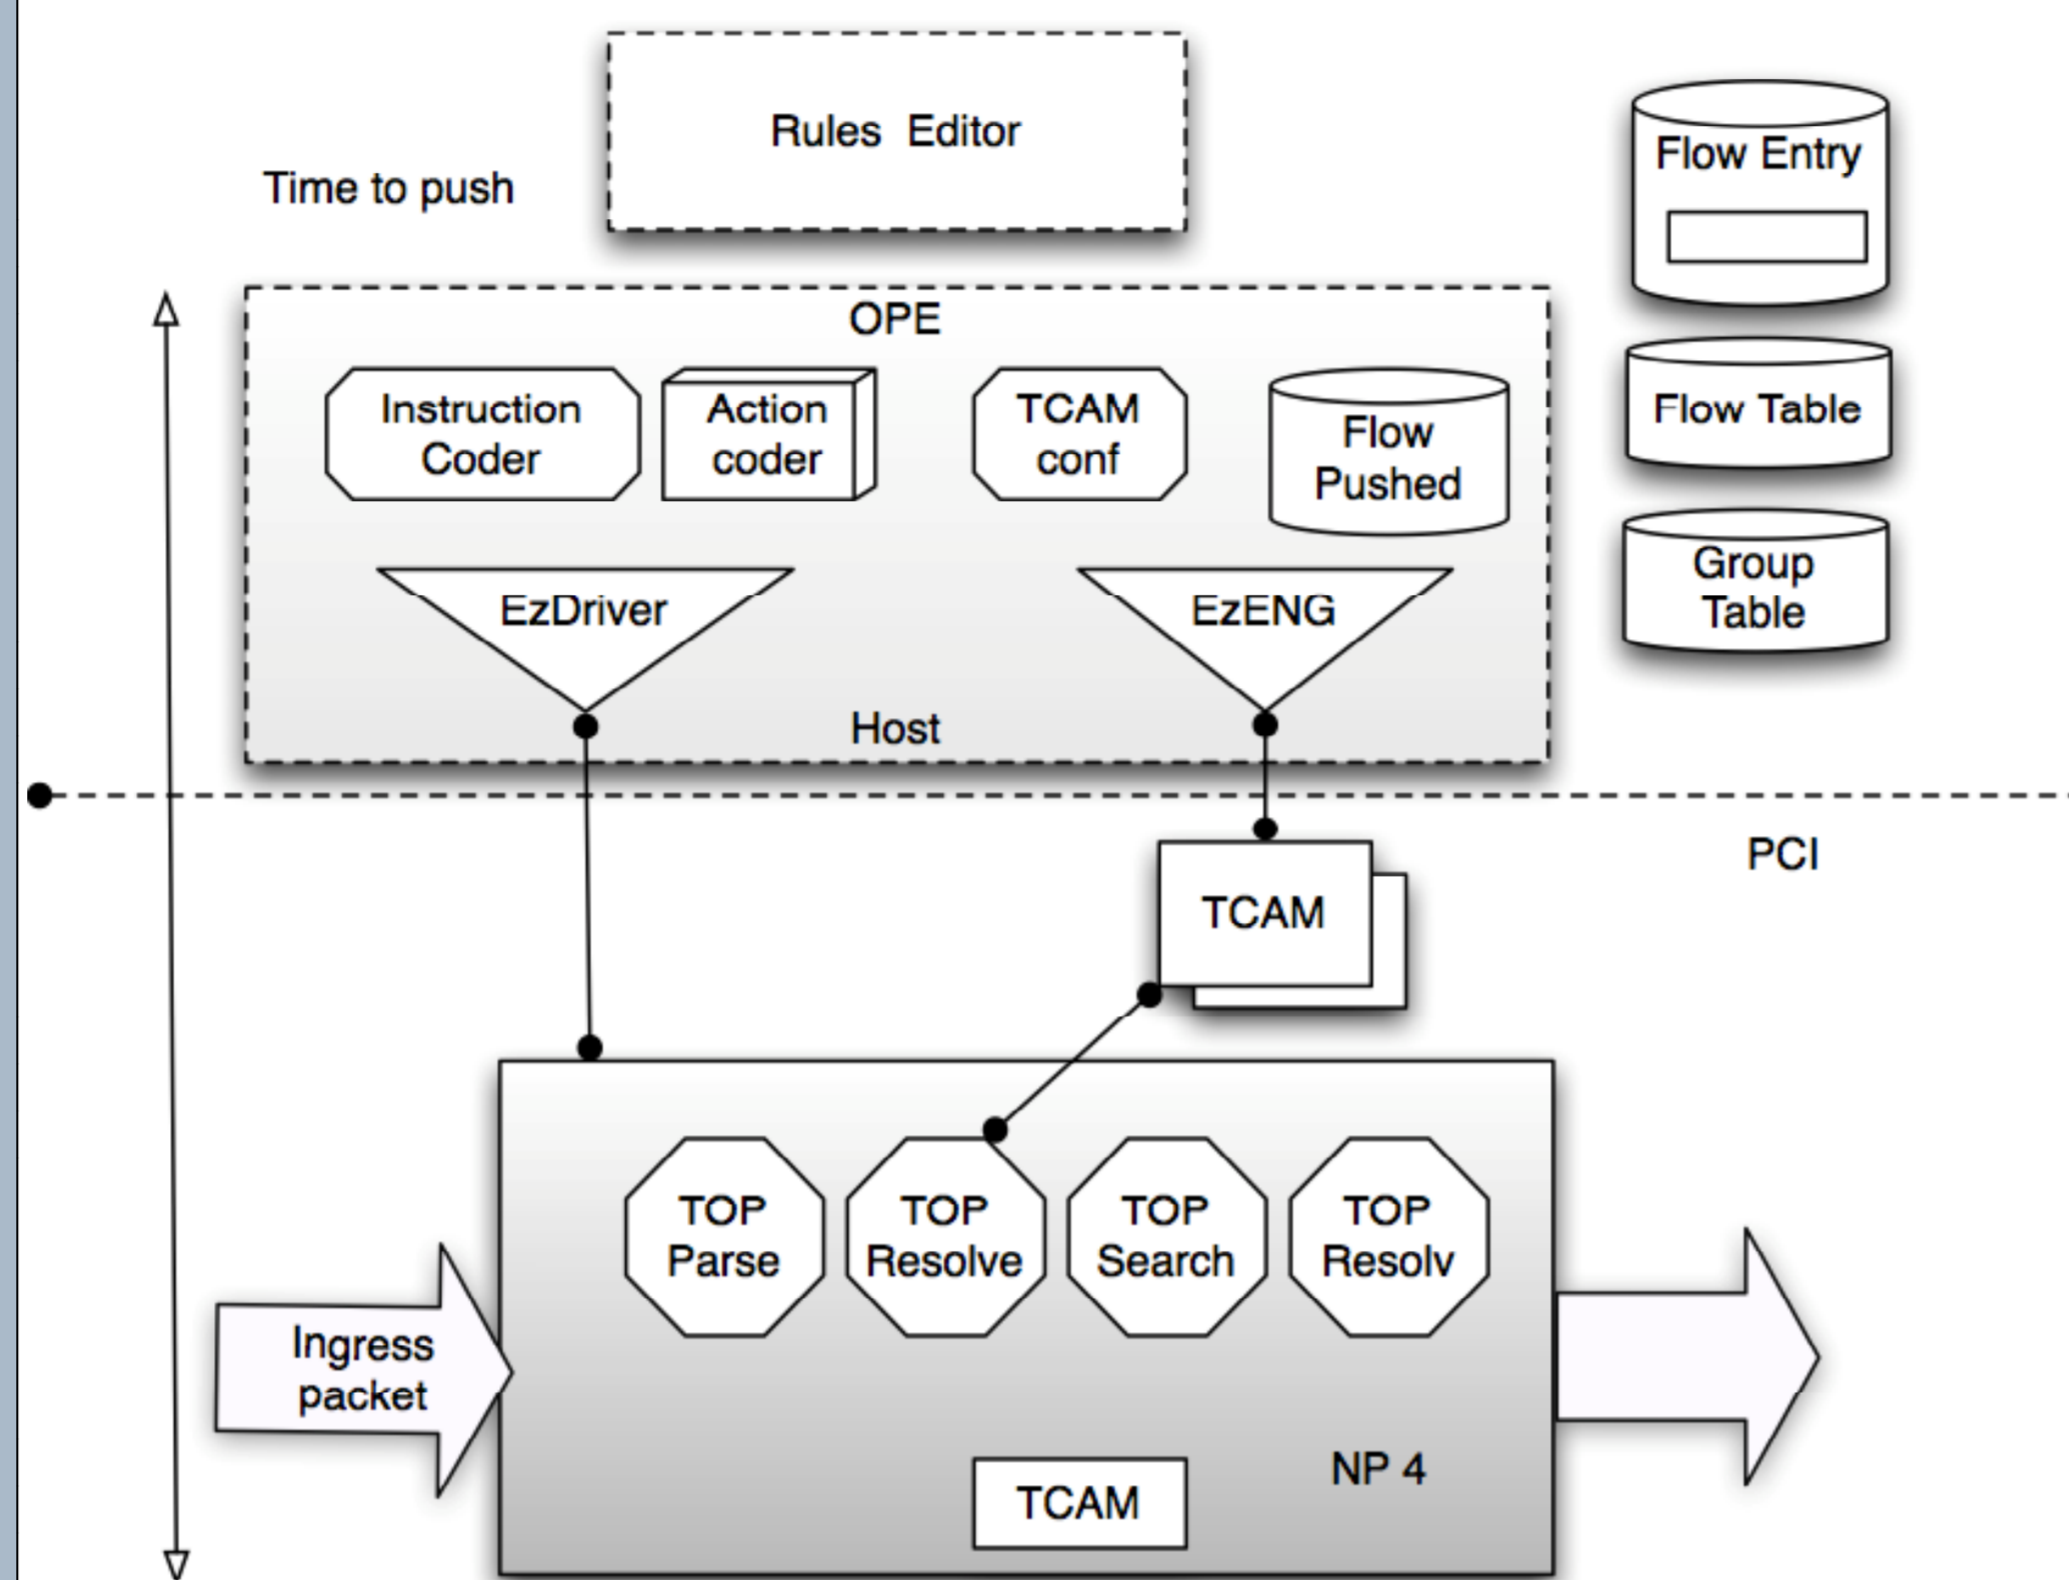 Rules Editor
Time to push
Flow Entry
OPE
Instruction
Coder
Action
coder
TCAM
conf
Flow
Pushed
Flow Table
Group
Table
EzDriver
EzENG
Host
PCI
TCAM
TOP
Parse
TOP
Resolve
TOP
Search
TOP
Resolv
Ingress
packet
NP 4
TCAM